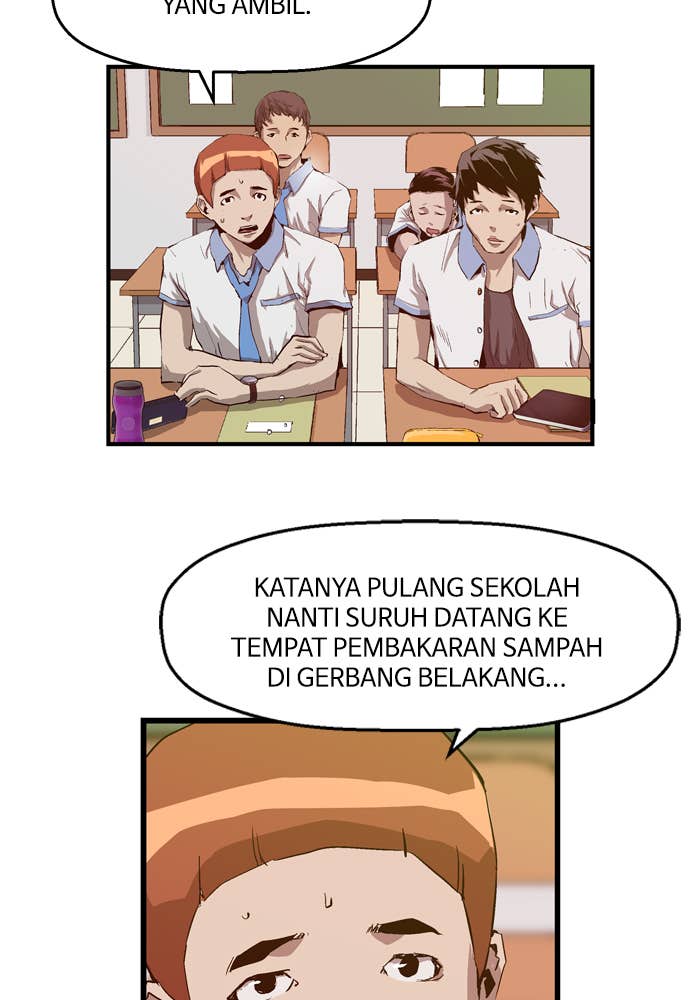 YANG AMBIL.
KATANYA PULANG SEKOLAH
NANTI SURUH DATANG KE
TEMPAT PEMBAKARAN SAMPAH
DI GERBANG BELAKANG...